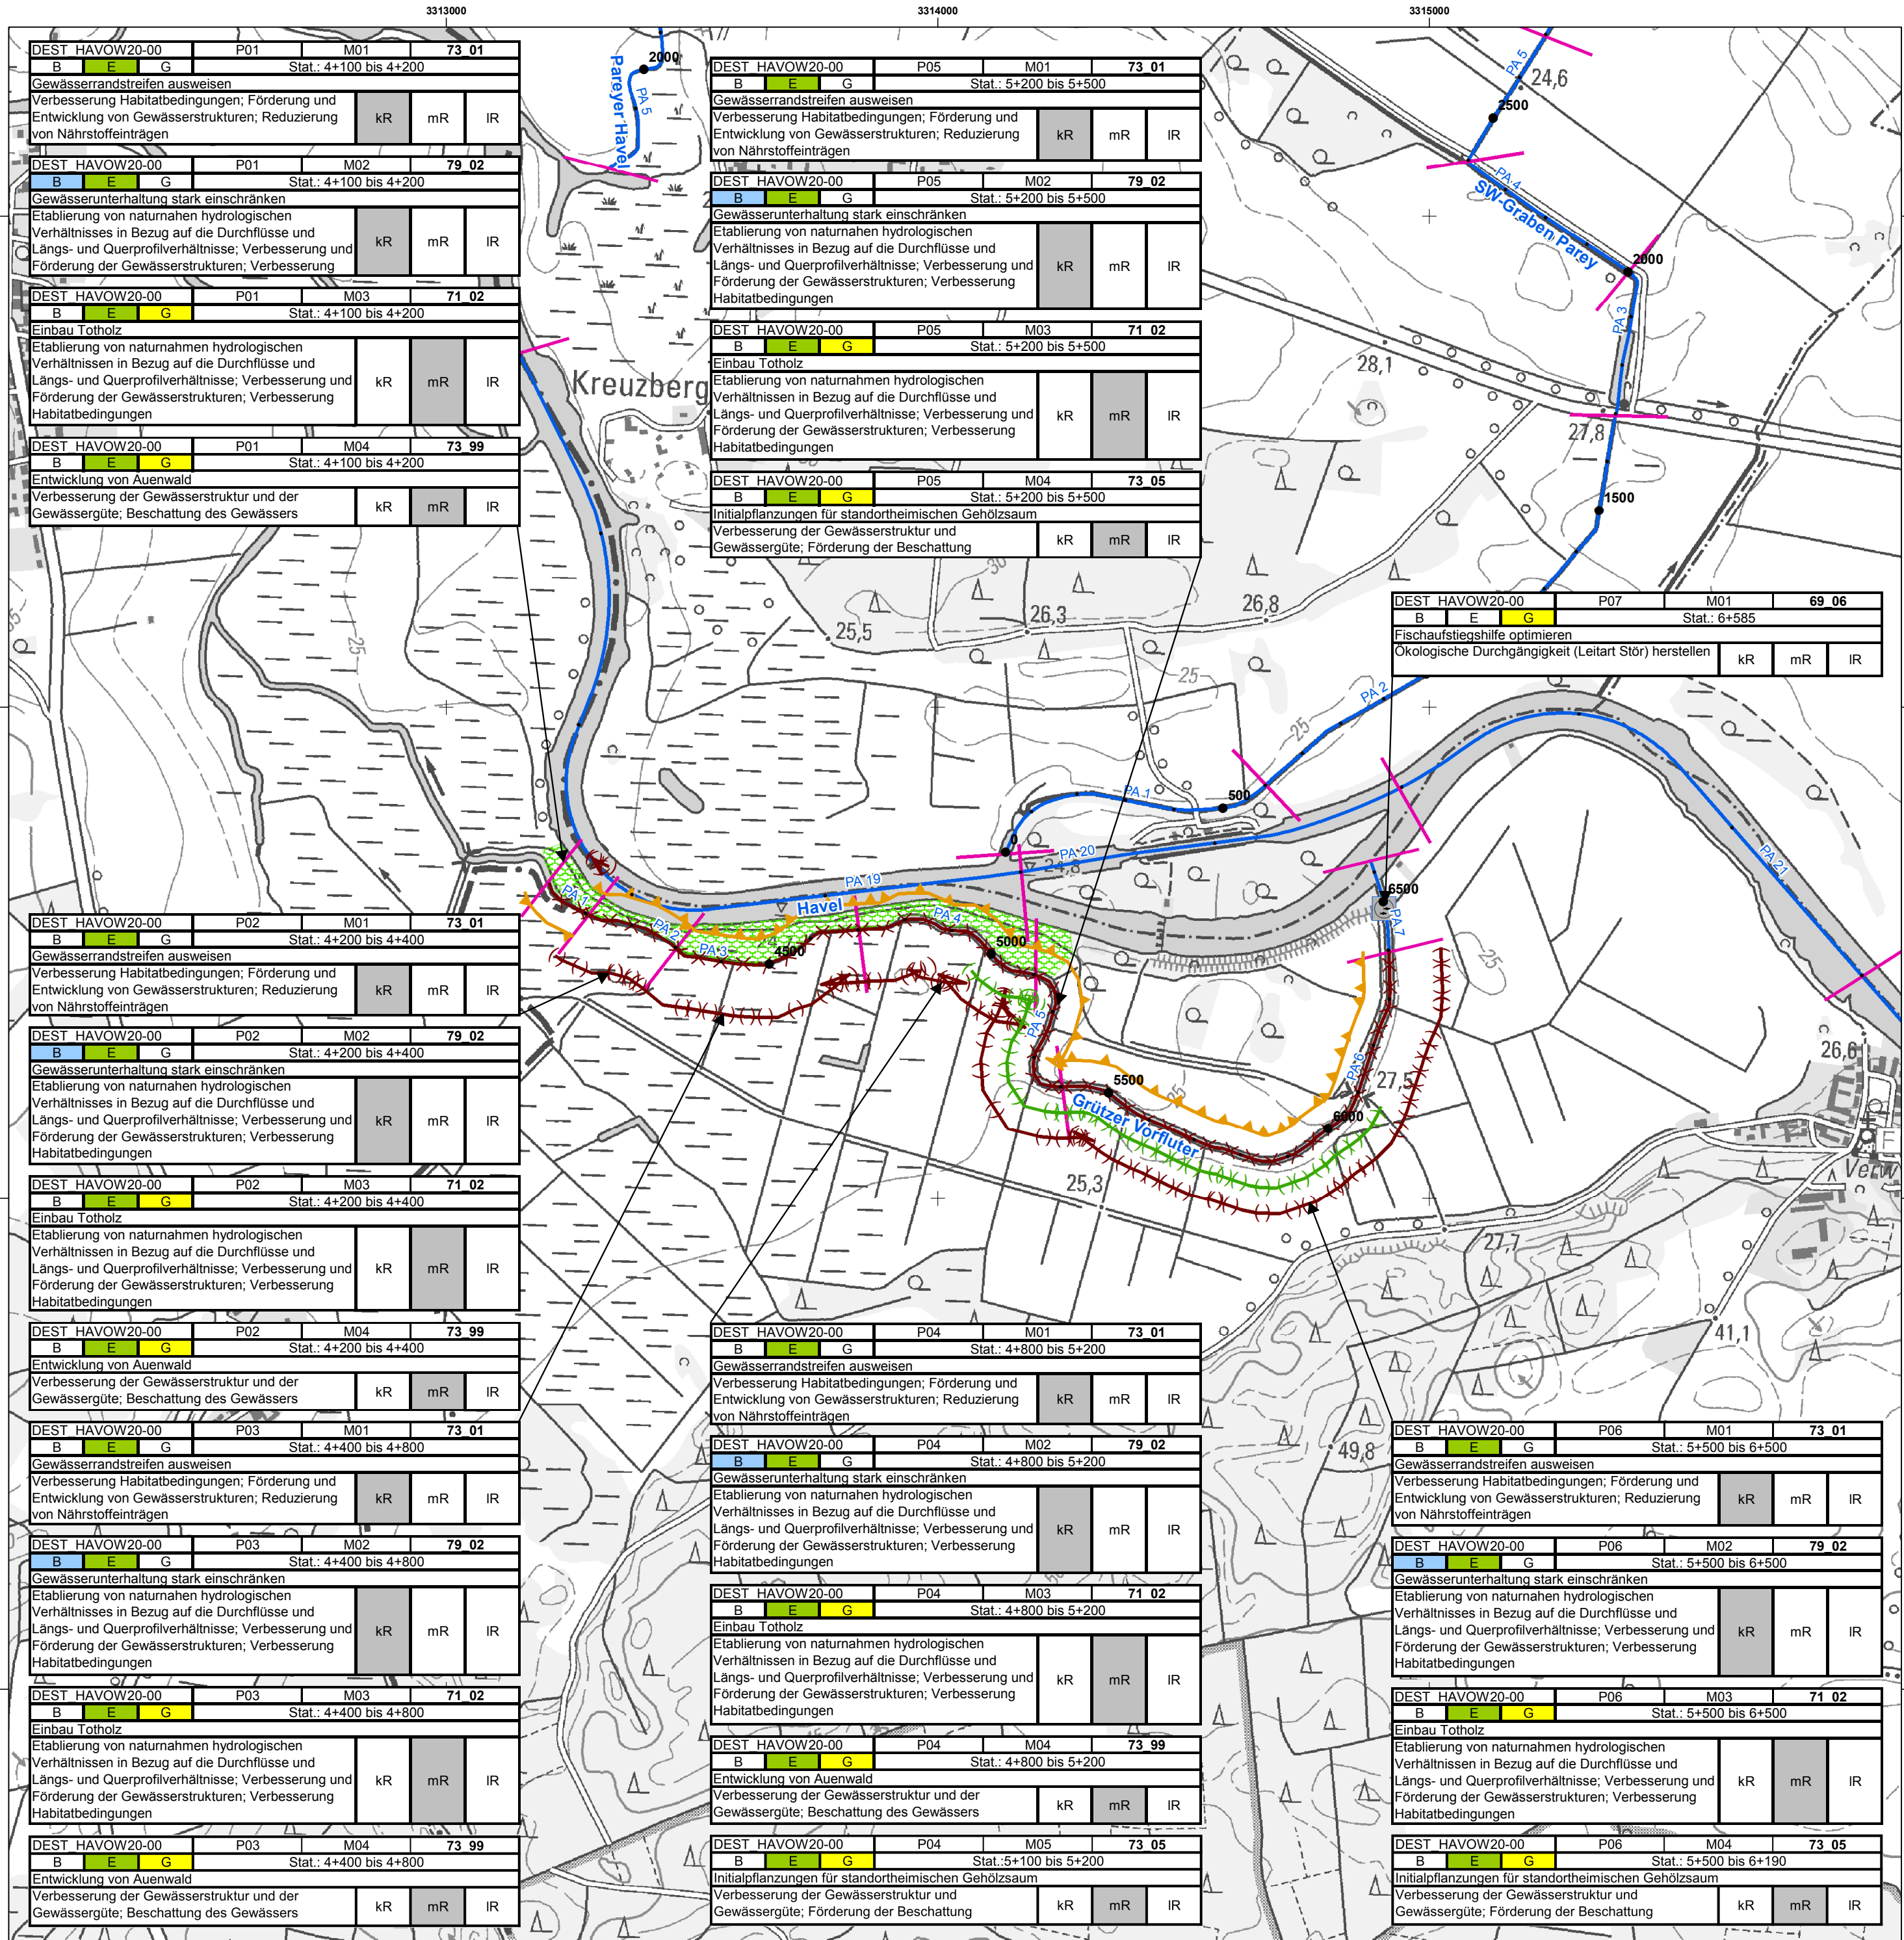 3313000
3314000
3315000
DEST_HAVOW20-00 P01 M01 73_01
B E G Stat.: 4+100 bis 4+200
Gewässerrandstreifen ausweisen
Verbesserung Habitatbedingungen; Förderung und
Entwicklung von Gewässerstrukturen; Reduzierung
von Nährstoffeinträgen
kR mR lR
DEST_HAVOW20-00 P01 M02 79_02
B E G Stat.: 4+100 bis 4+200
Gewässerunterhaltung stark einschränken
Etablierung von naturnahen hydrologischen
Verhältnisses in Bezug auf die Durchflüsse und
Längs- und Querprofilverhältnisse; Verbesserung und
Förderung der Gewässerstrukturen; Verbesserung
kR mR lR
DEST_HAVOW20-00 P01 M03 71_02
B E G Stat.: 4+100 bis 4+200
Einbau Totholz
Etablierung von naturnahmen hydrologischen
Verhältnissen in Bezug auf die Durchflüsse und
Längs- und Querprofilverhältnisse; Verbesserung und
Förderung der Gewässerstrukturen; Verbesserung
Habitatbedingungen
kR mR lR
DEST_HAVOW20-00 P01 M04 73_99
B E G Stat.: 4+100 bis 4+200
Entwicklung von Auenwald
Verbesserung der Gewässerstruktur und der
Gewässergüte; Beschattung des Gewässers
kR mR lR
DEST_HAVOW20-00 P02 M01 73_01
B E G Stat.: 4+200 bis 4+400
Gewässerrandstreifen ausweisen
Verbesserung Habitatbedingungen; Förderung und
Entwicklung von Gewässerstrukturen; Reduzierung
von Nährstoffeinträgen
kR mR lR
DEST_HAVOW20-00 P02 M02 79_02
B E G Stat.: 4+200 bis 4+400
Gewässerunterhaltung stark einschränken
Etablierung von naturnahen hydrologischen
Verhältnisses in Bezug auf die Durchflüsse und
Längs- und Querprofilverhältnisse; Verbesserung und
Förderung der Gewässerstrukturen; Verbesserung
Habitatbedingungen
kR mR lR
DEST_HAVOW20-00 P02 M03 71_02
B E G Stat.: 4+200 bis 4+400
Einbau Totholz
Etablierung von naturnahmen hydrologischen
Verhältnissen in Bezug auf die Durchflüsse und
Längs- und Querprofilverhältnisse; Verbesserung und
Förderung der Gewässerstrukturen; Verbesserung
Habitatbedingungen
kR mR lR
DEST_HAVOW20-00 P02 M04 73_99
B E G Stat.: 4+200 bis 4+400
Entwicklung von Auenwald
Verbesserung der Gewässerstruktur und der
Gewässergüte; Beschattung des Gewässers
kR mR lR
DEST_HAVOW20-00 P03 M01 73_01
B E G Stat.: 4+400 bis 4+800
Gewässerrandstreifen ausweisen
Verbesserung Habitatbedingungen; Förderung und
Entwicklung von Gewässerstrukturen; Reduzierung
von Nährstoffeinträgen
kR mR lR
DEST_HAVOW20-00 P03 M02 79_02
B E G Stat.: 4+400 bis 4+800
Gewässerunterhaltung stark einschränken
Etablierung von naturnahen hydrologischen
Verhältnisses in Bezug auf die Durchflüsse und
Längs- und Querprofilverhältnisse; Verbesserung und
Förderung der Gewässerstrukturen; Verbesserung
Habitatbedingungen
kR mR lR
DEST_HAVOW20-00 P03 M03 71_02
B E G Stat.: 4+400 bis 4+800
Einbau Totholz
Etablierung von naturnahmen hydrologischen
Verhältnissen in Bezug auf die Durchflüsse und
Längs- und Querprofilverhältnisse; Verbesserung und
Förderung der Gewässerstrukturen; Verbesserung
Habitatbedingungen
kR mR lR
DEST_HAVOW20-00 P03 M04 73_99
B E G Stat.: 4+400 bis 4+800
Entwicklung von Auenwald
Verbesserung der Gewässerstruktur und der
Gewässergüte; Beschattung des Gewässers
kR mR lR
DEST_HAVOW20-00 P05 M01 73_01
B E G Stat.: 5+200 bis 5+500
Gewässerrandstreifen ausweisen
Verbesserung Habitatbedingungen; Förderung und
Entwicklung von Gewässerstrukturen; Reduzierung
von Nährstoffeinträgen
kR mR lR
DEST_HAVOW20-00 P05 M02 79_02
B E G Stat.: 5+200 bis 5+500
Gewässerunterhaltung stark einschränken
Etablierung von naturnahen hydrologischen
Verhältnisses in Bezug auf die Durchflüsse und
Längs- und Querprofilverhältnisse; Verbesserung und
Förderung der Gewässerstrukturen; Verbesserung
Habitatbedingungen
kR mR lR
DEST_HAVOW20-00 P05 M03 71_02
B E G Stat.: 5+200 bis 5+500
Einbau Totholz
Etablierung von naturnahmen hydrologischen
Verhältnissen in Bezug auf die Durchflüsse und
Längs- und Querprofilverhältnisse; Verbesserung und
Förderung der Gewässerstrukturen; Verbesserung
Habitatbedingungen
kR mR lR
DEST_HAVOW20-00 P05 M04 73_05
B E G Stat.: 5+200 bis 5+500
Initialpflanzungen für standortheimischen Gehölzsaum
Verbesserung der Gewässerstruktur und
Gewässergüte; Förderung der Beschattung
kR mR lR
DEST_HAVOW20-00 P04 M01 73_01
B E G Stat.: 4+800 bis 5+200
Gewässerrandstreifen ausweisen
Verbesserung Habitatbedingungen; Förderung und
Entwicklung von Gewässerstrukturen; Reduzierung
von Nährstoffeinträgen
kR mR lR
DEST_HAVOW20-00 P04 M02 79_02
B E G Stat.: 4+800 bis 5+200
Gewässerunterhaltung stark einschränken
Etablierung von naturnahen hydrologischen
Verhältnisses in Bezug auf die Durchflüsse und
Längs- und Querprofilverhältnisse; Verbesserung und
Förderung der Gewässerstrukturen; Verbesserung
Habitatbedingungen
kR mR lR
DEST_HAVOW20-00 P04 M03 71_02
B E G Stat.: 4+800 bis 5+200
Einbau Totholz
Etablierung von naturnahmen hydrologischen
Verhältnissen in Bezug auf die Durchflüsse und
Längs- und Querprofilverhältnisse; Verbesserung und
Förderung der Gewässerstrukturen; Verbesserung
Habitatbedingungen
kR mR lR
DEST_HAVOW20-00 P04 M04 73_99
B E G Stat.: 4+800 bis 5+200
Entwicklung von Auenwald
Verbesserung der Gewässerstruktur und der
Gewässergüte; Beschattung des Gewässers
kR mR lR
DEST_HAVOW20-00 P04 M05 73_05
B E G Stat.:5+100 bis 5+200
Initialpflanzungen für standortheimischen Gehölzsaum
Verbesserung der Gewässerstruktur und
Gewässergüte; Förderung der Beschattung
kR mR lR
DEST_HAVOW20-00 P07 M01 69_06
B E G Stat.: 6+585
Fischaufstiegshilfe optimieren
Ökologische Durchgängigkeit (Leitart Stör) herstellen
kR mR lR
DEST_HAVOW20-00 P06 M01 73_01
B E G Stat.: 5+500 bis 6+500
Gewässerrandstreifen ausweisen
Verbesserung Habitatbedingungen; Förderung und
Entwicklung von Gewässerstrukturen; Reduzierung
von Nährstoffeinträgen
kR mR lR
DEST_HAVOW20-00 P06 M02 79_02
B E G Stat.: 5+500 bis 6+500
Gewässerunterhaltung stark einschränken
Etablierung von naturnahen hydrologischen
Verhältnisses in Bezug auf die Durchflüsse und
Längs- und Querprofilverhältnisse; Verbesserung und
Förderung der Gewässerstrukturen; Verbesserung
Habitatbedingungen
kR mR lR
DEST_HAVOW20-00 P06 M03 71_02
B E G Stat.: 5+500 bis 6+500
Einbau Totholz
Etablierung von naturnahmen hydrologischen
Verhältnissen in Bezug auf die Durchflüsse und
Längs- und Querprofilverhältnisse; Verbesserung und
Förderung der Gewässerstrukturen; Verbesserung
Habitatbedingungen
kR mR lR
DEST_HAVOW20-00 P06 M04 73_05
B E G Stat.: 5+500 bis 6+190
Initialpflanzungen für standortheimischen Gehölzsaum
Verbesserung der Gewässerstruktur und
Gewässergüte; Förderung der Beschattung
kR mR lR
2000
PA 5
Pareyer Havel
Kreuzberg
PA 5
24,6
2500
PA 4
SW-Graben Parey
2000
PA 3
28,1
27,8
1500
30
26,3
26,8
25,5
25
25
25
PA 2
PA 1
500
0
PA 20
24,8
PA 19
Havel
PA 21
PA 1
PA 2
PA 3
4500
PA 4
5000
PA 5
6500
PA 7
25
5500
25
Grützer Vorfluter
PA 6
27,5
6000
25,3
26,6
Verw
27,7
41,1
49,8